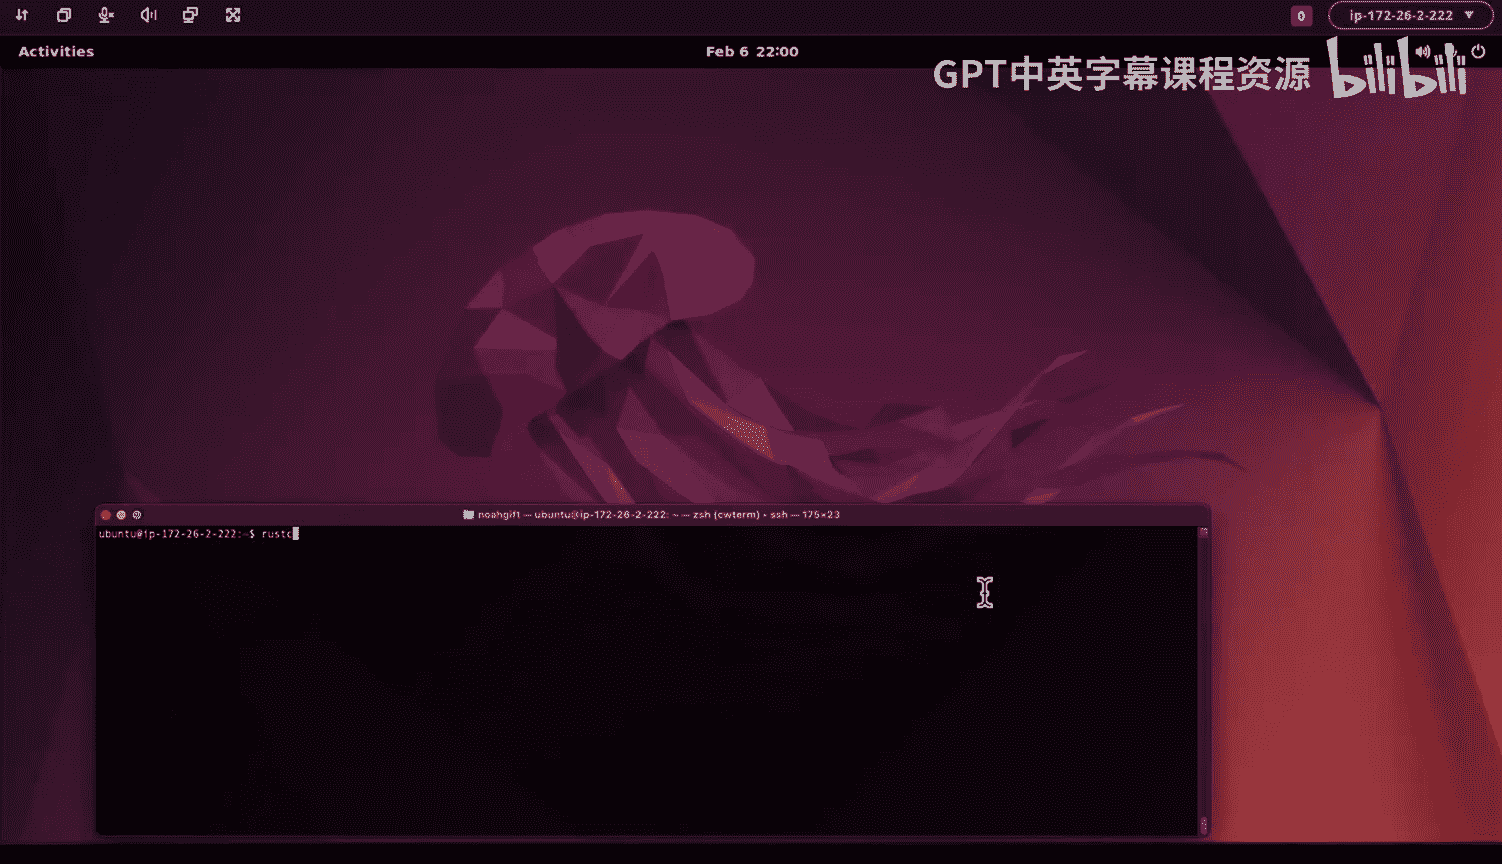 0
ip-172-26-2-222
Activities
Feb 6 22:00
GPT中英字幕课程资源
bilibili
noahgift — ubuntu@ip-172-26-2-222: ~ — zsh (cwterm) • ssh — 175×23
ubuntu@ip-172-26-2-222:~$ rustc